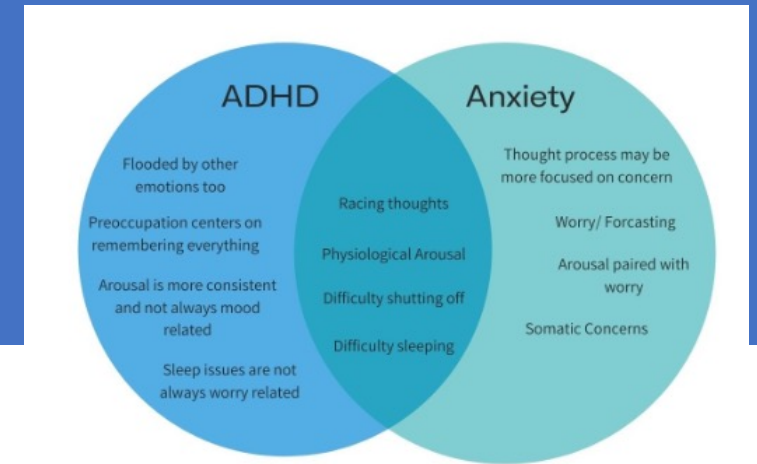 ADHD
Flooded by other
emotions too
Preoccupation centers on
remembering everything
Arousal is more consistent
and not always mood
related
Sleep issues are not
always worry related
Racing thoughts
Physiological Arousal
Difficulty shutting off
Difficulty sleeping
Anxiety
Thought process may be
more focused on concern
Worry/ Forcasting
Arousal paired with
worry
Somatic Concerns